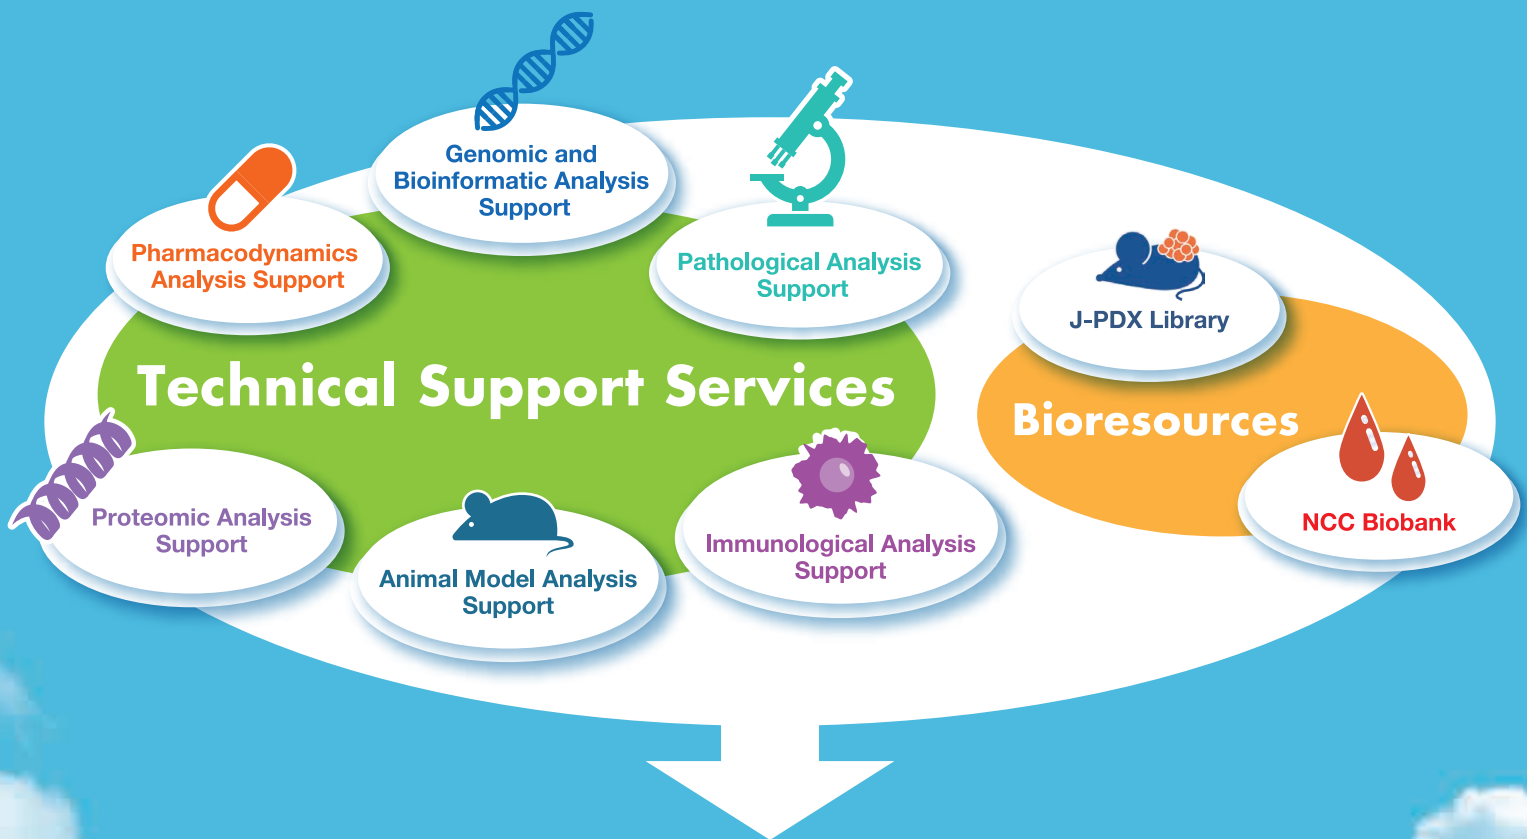 Genomic and
Bioinformatic Analysis
Support
Pharmacodynamics
Analysis Support
Pathological Analysis
Support
J-PDX Library
Technical Support Services
Bioresources
Proteomic Analysis
Support
Animal Model Analysis
Support
Immunological Analysis
Support
NCC Biobank